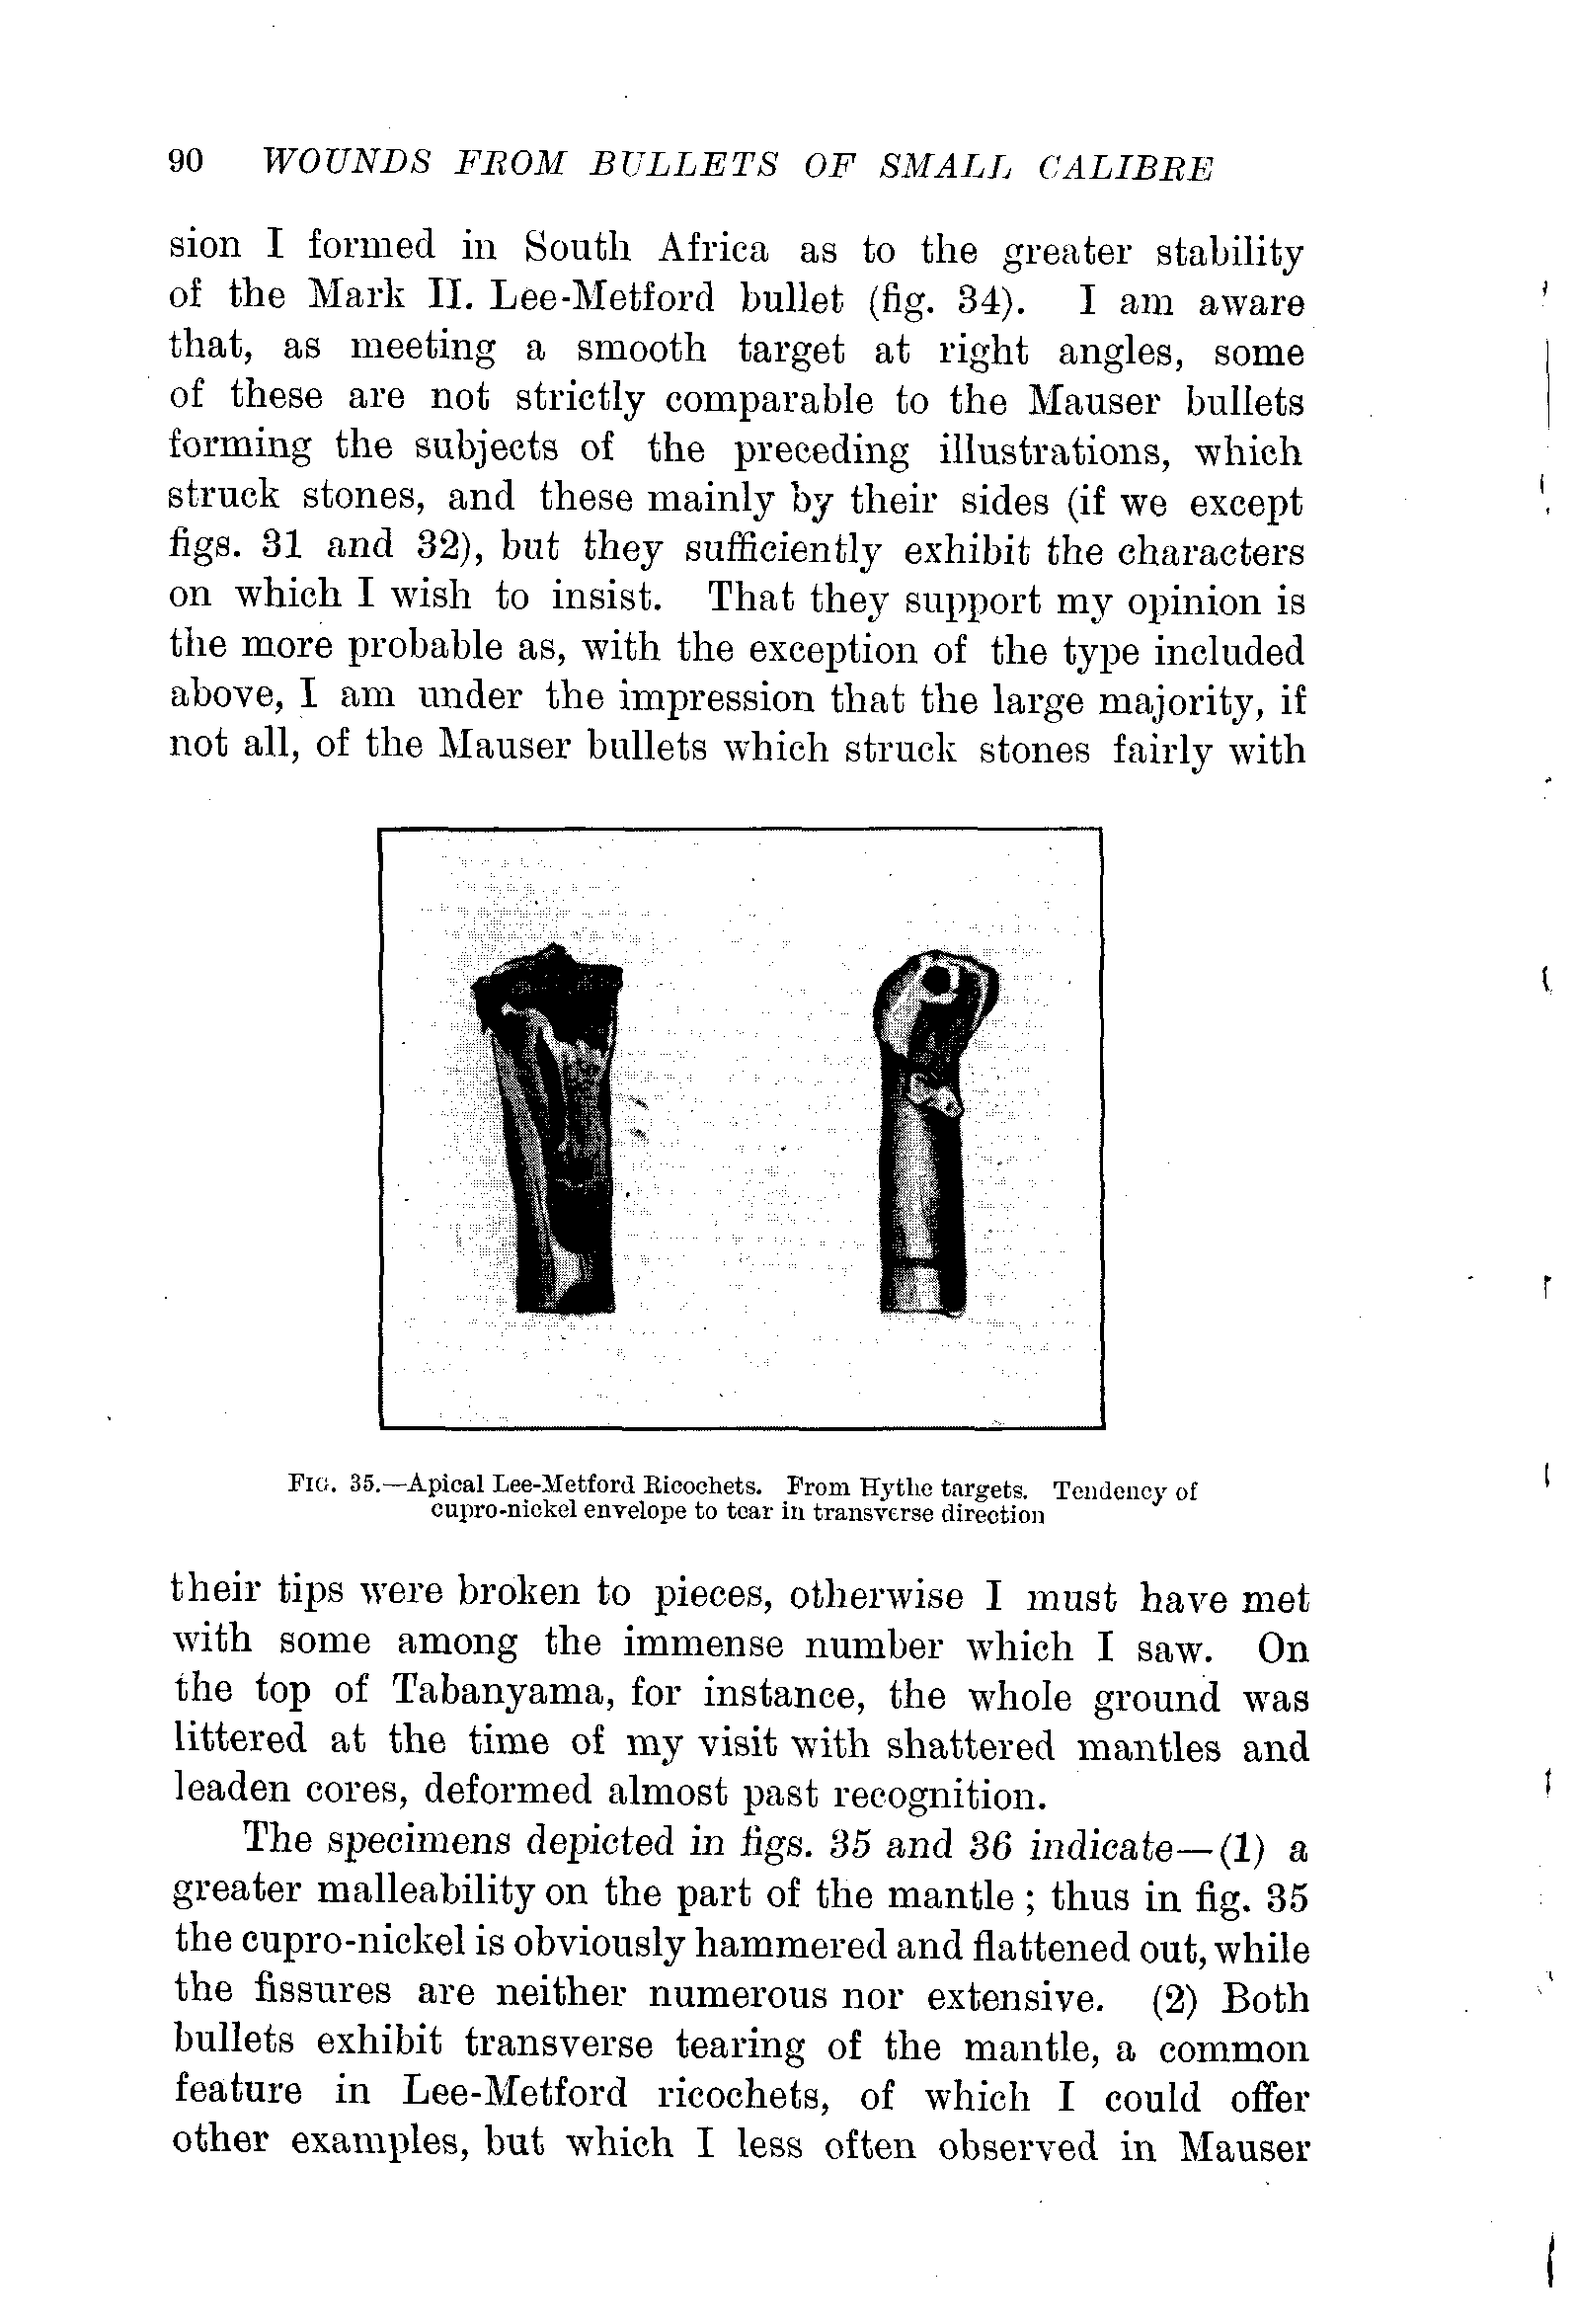 90 WOUNDS FROM BULLETS OF SMALL CALIBRE
sion I formed in South Africa as to the greater stability
of the Mark II. Lee-Metford bullet (fig. 34). I am aware
that, as meeting a smooth target at right angles, some
of these are not strictly comparable to the Mauser bullets
forming the subjects of the preceding illustrations, which
struck stones, and these mainly by their sides (if we except
figs. 31 and 32), but they sufficiently exhibit the characters
on which I wish to insist. That they support my opinion is
the more probable as, with the exception of the type included
above, I am under the impression that the large majority, if
not all, of the Mauser bullets which struck stones fairly with
FIG. 35.—Apical Lee-Metford Ricochets. From Hythe targets. Tendency of
cupro-nickel envelope to tear in transverse direction
their tips were broken to pieces, otherwise I must have met
with some among the immense number which I saw. On
the top of Tabanyama, for instance, the whole ground was
littered at the time of my visit with shattered mantles and
leaden cores, deformed almost past recognition.
The specimens depicted in figs. 35 and 36 indicate—(1) a
greater malleability on the part of the mantle; thus in fig. 35
the cupro-nickel is obviously hammered and flattened out, while
the fissures are neither numerous nor extensive. (2) Both
bullets exhibit transverse tearing of the mantle, a common
feature in Lee-Metford ricochets, of which I could offer
other examples, but which I less often observed in Mauser